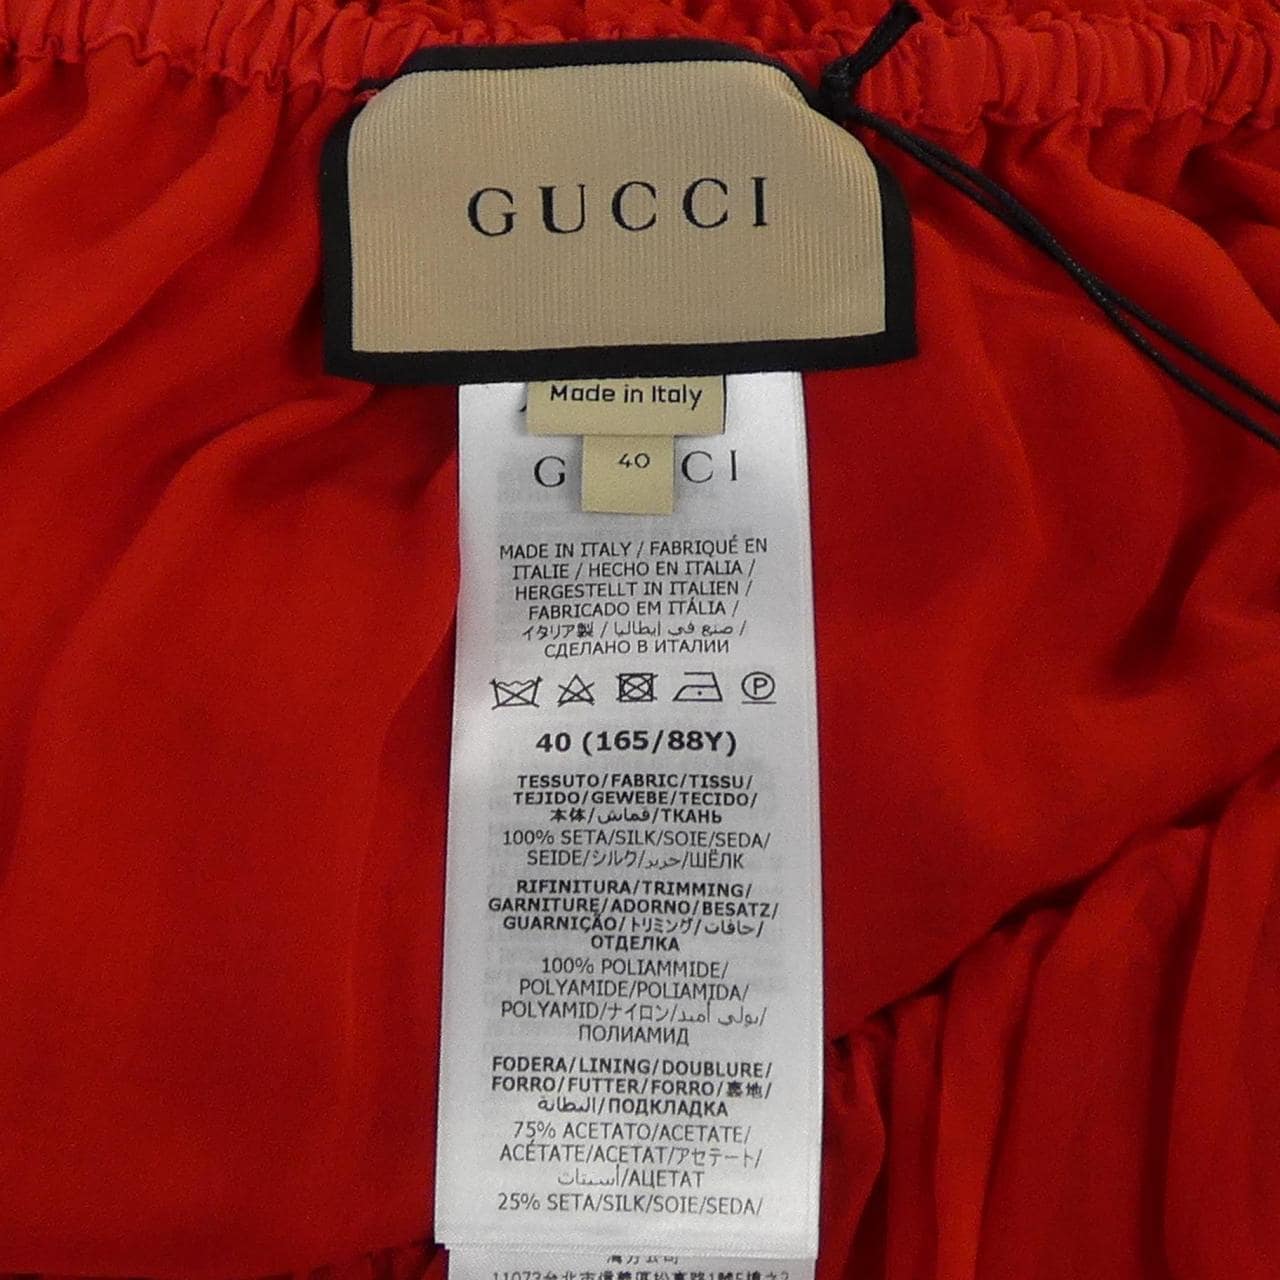 GUCCI
Made in Italy
40
G CI
MADE IN ITALY / FABRIQUÉ EN
ITALIE / HECHO EN ITALIA /
HERGESTELLT IN ITALIEN /
FABRICADO EM ITÁLIA /
イタリア製 / صنع في إيطاليا /
СДЕЛАНО В ИТАЛИИ
P
40 (165/88Y)
TESSUTO/FABRIC/TISSU/
TEJIDO/GEWEBE/TECIDO/
本体/قماش/ТКАНЬ
100% SETA/SILK/SOIE/SEDA/
SEIDE/シルク/حرير/ШЁЛК
RIFINITURA/TRIMMING/
GARNITURE/ADORNO/BESATZ/
GUARNIÇÃO/トリミング/حافات/
ОТДЕЛКА
100% POLIAMMIDE/
POLYAMIDE/POLIAMIDA/
POLYAMID/ナイロン/بولي أميد/
ПОЛИАМИД
FODERA/LINING/DOUBLURE/
FORRO/FUTTER/FORRO/裏地/
البطانة/ПОДКЛАДКА
75% ACETATO/ACETATE/
ACÉTATE/ACETAT/アセテート/
أسيتات/АЦЕТАТ
25% SETA/SILK/SOIE/SEDA/